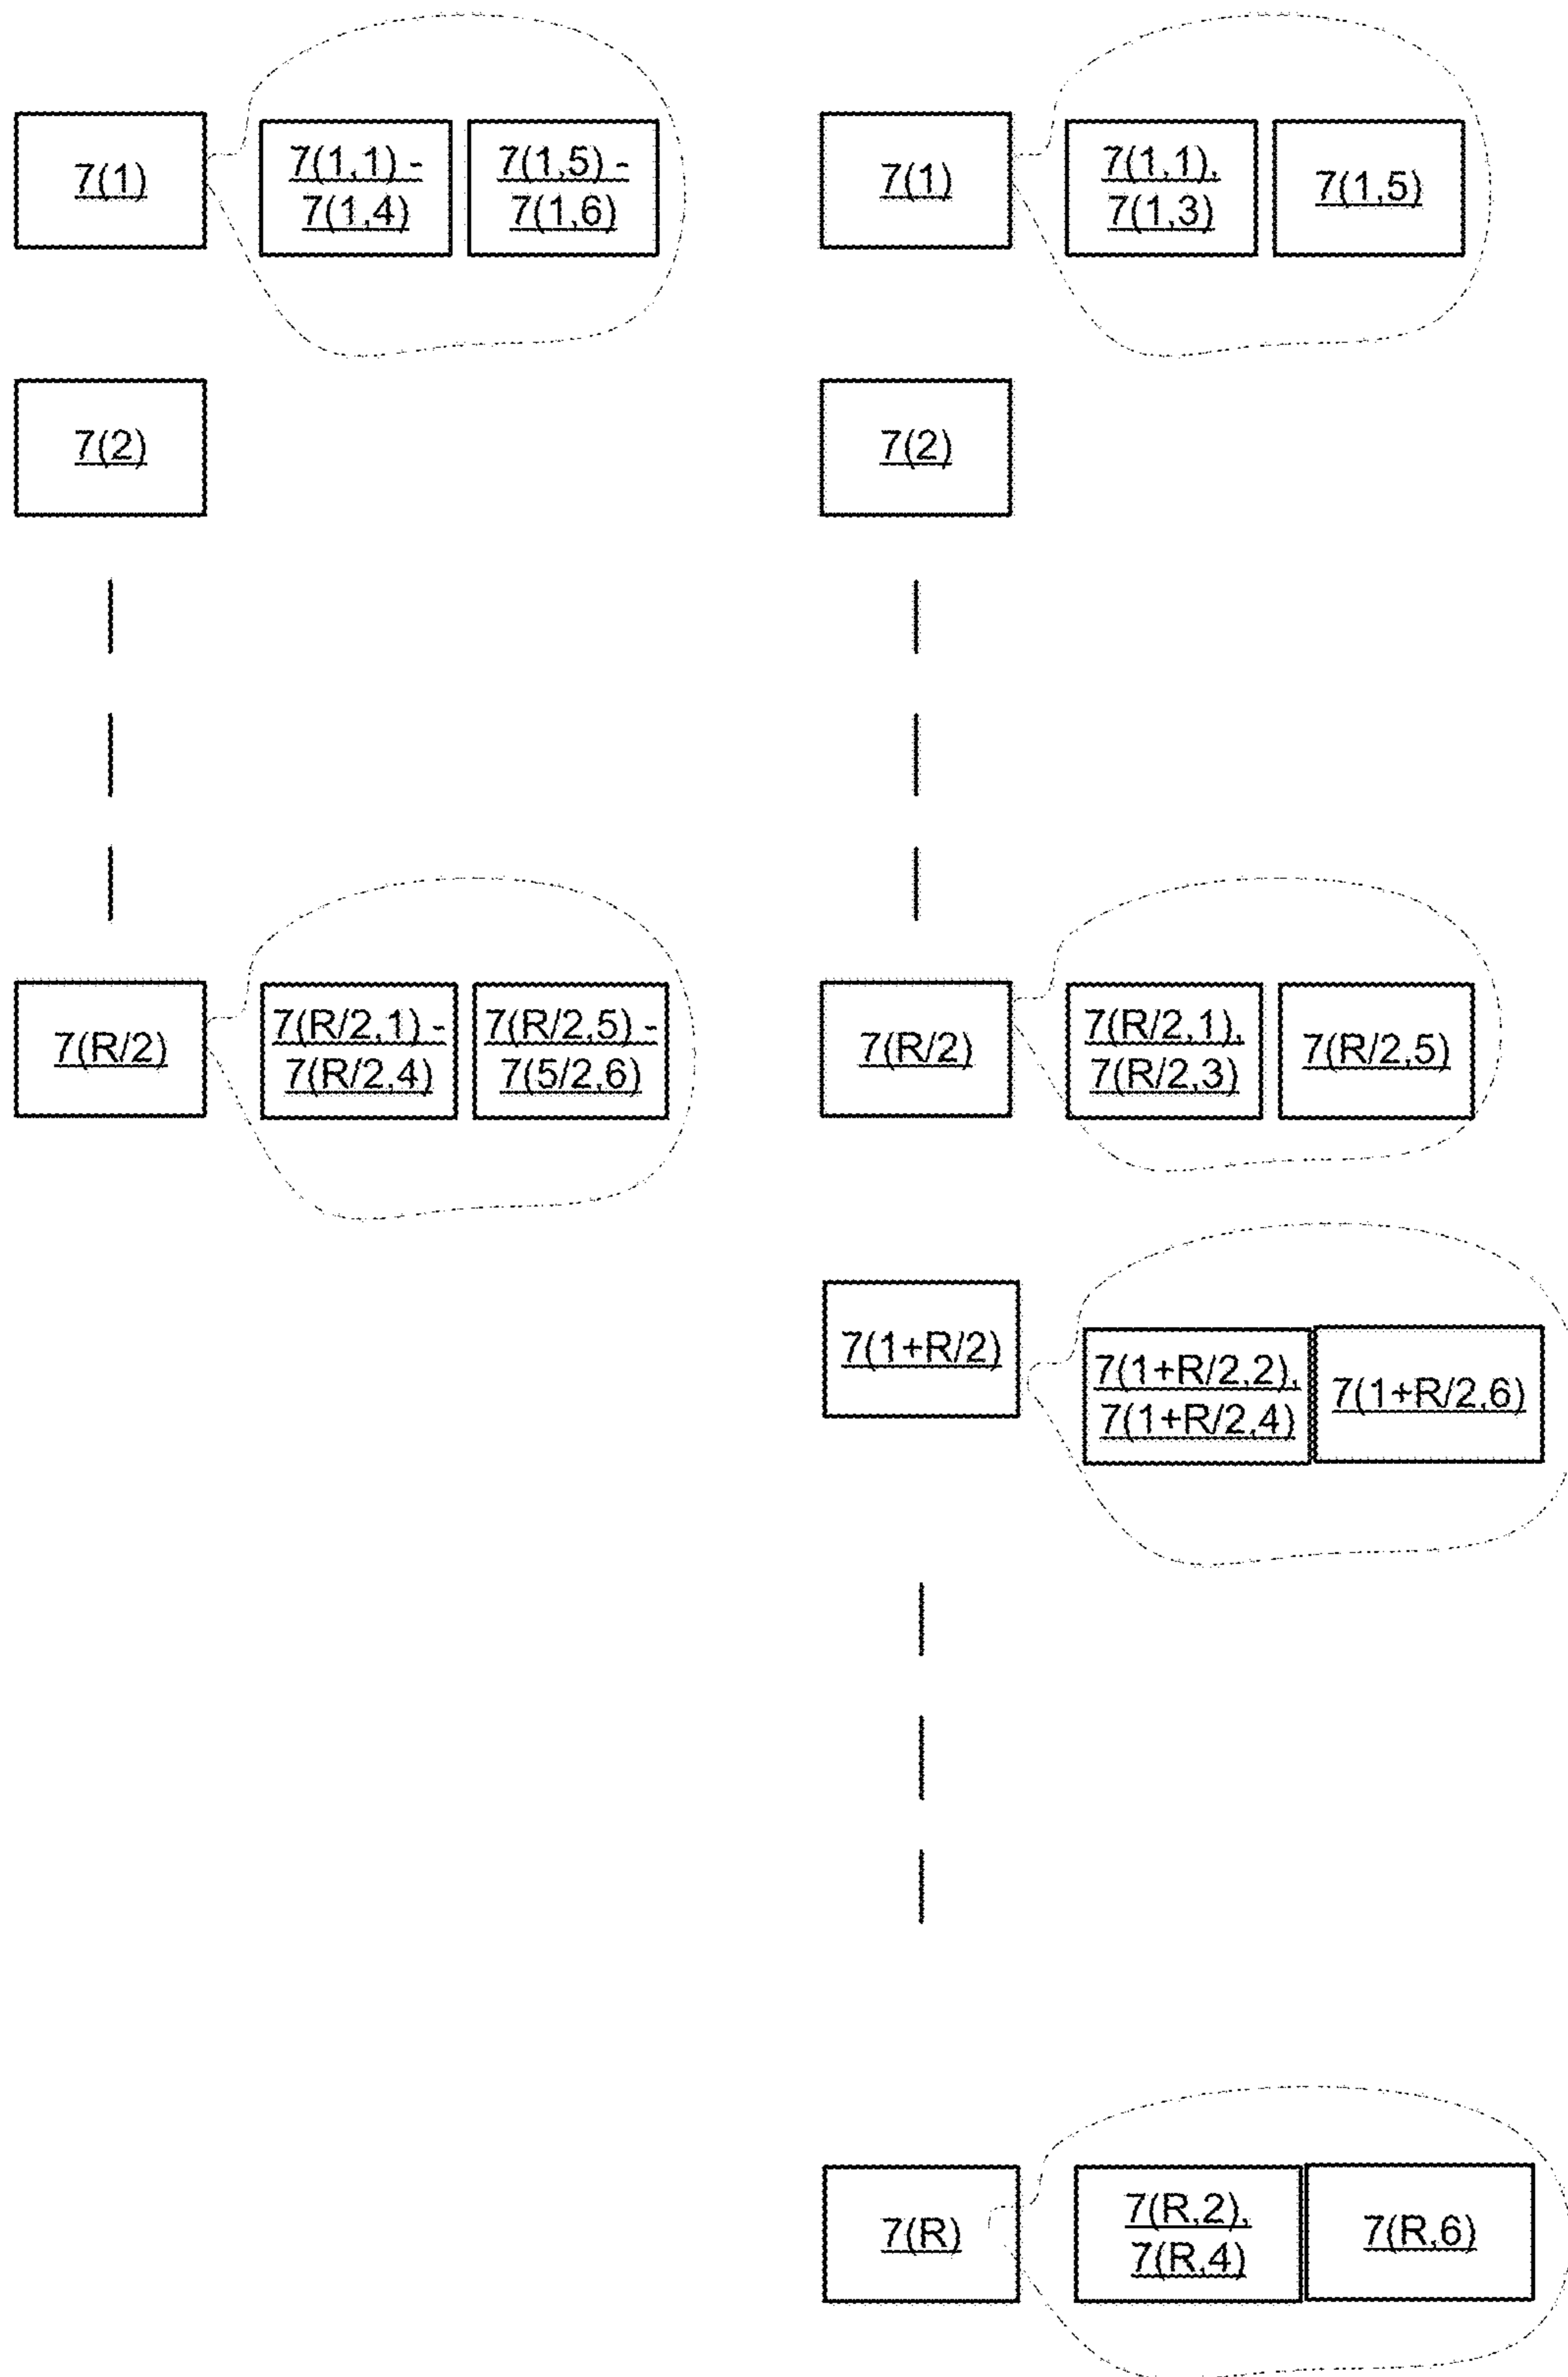 7(1)
7(1,1) -
7(1,4)
7(1,5) -
7(1,6)
7(2)
7(R/2)
7(R/2,1) -
7(R/2,4)
7(R/2,5) -
7(5/2,6)
7(1)
7(1,1),
7(1,3)
7(1,5)
7(2)
7(R/2)
7(R/2,1),
7(R/2,3)
7(R/2,5)
7(1+R/2)
7(1+R/2,2),
7(1+R/2,4)
7(1+R/2,6)
7(R)
7(R,2),
7(R,4)
7(R,6)